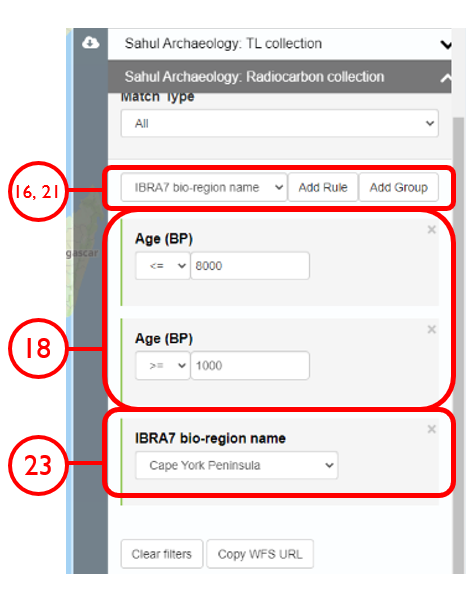 Sahul Archaeology: TL collection
Sahul Archaeology: Radiocarbon collection
Match Type
All
16, 21
IBRA7 bio-region name Add Rule Add Group
×
Age (BP)
<= 8000
gascar
×
Age (BP)
18
>= 1000
×
IBRA7 bio-region name
23
Cape York Peninsula
Clear filters Copy WFS URL